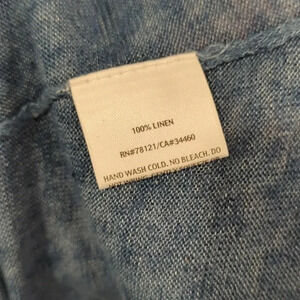 100% LINEN
RN#78121/CA#34460
HAND WASH COLD. NO BLEACH. DO